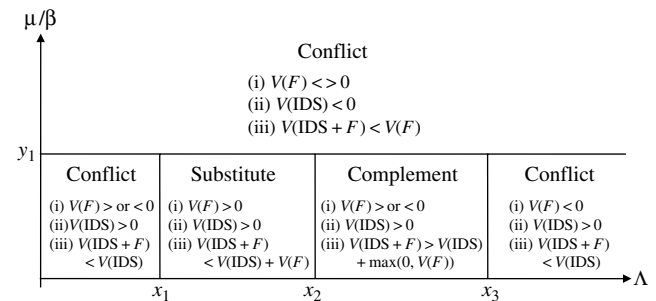 μ/β
Conflict
(i) V(F) < > 0
(ii) V(IDS) < 0
(iii) V(IDS + F) < V(F)
y1
Conflict
(i) V(F) > or < 0
(ii)V(IDS) > 0
(iii) V(IDS + F)
< V(IDS)
Substitute
(i) V(F) > 0
(ii) V(IDS) > 0
(iii) V(IDS + F)
< V(IDS) + V(F)
Complement
(i) V(F) > or < 0
(ii) V(IDS) > 0
(iii) V(IDS + F) > V(IDS)
+ max(0, V(F))
Conflict
(i) V(F) < 0
(ii) V(IDS) > 0
(iii) V(IDS + F)
< V(IDS)
x1
x2
x3
Λ